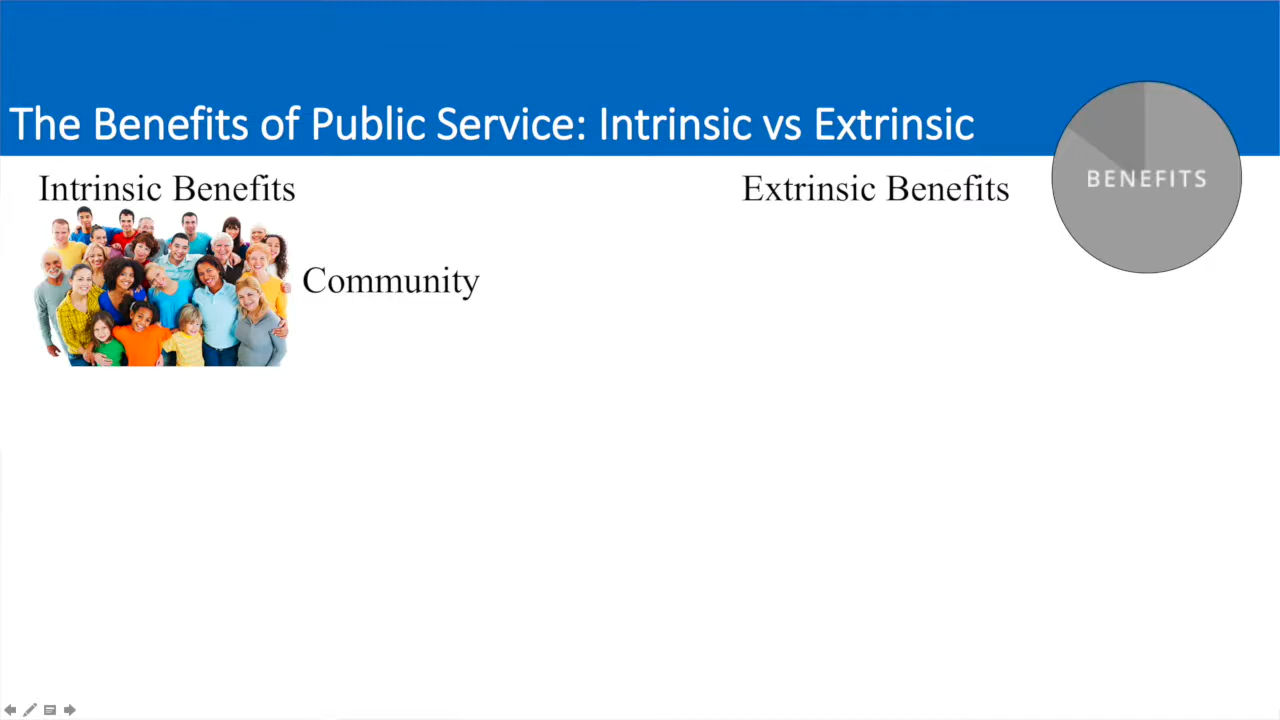 The Benefits of Public Service: Intrinsic vs Extrinsic
BENEFITS
Intrinsic Benefits
Extrinsic Benefits
Community